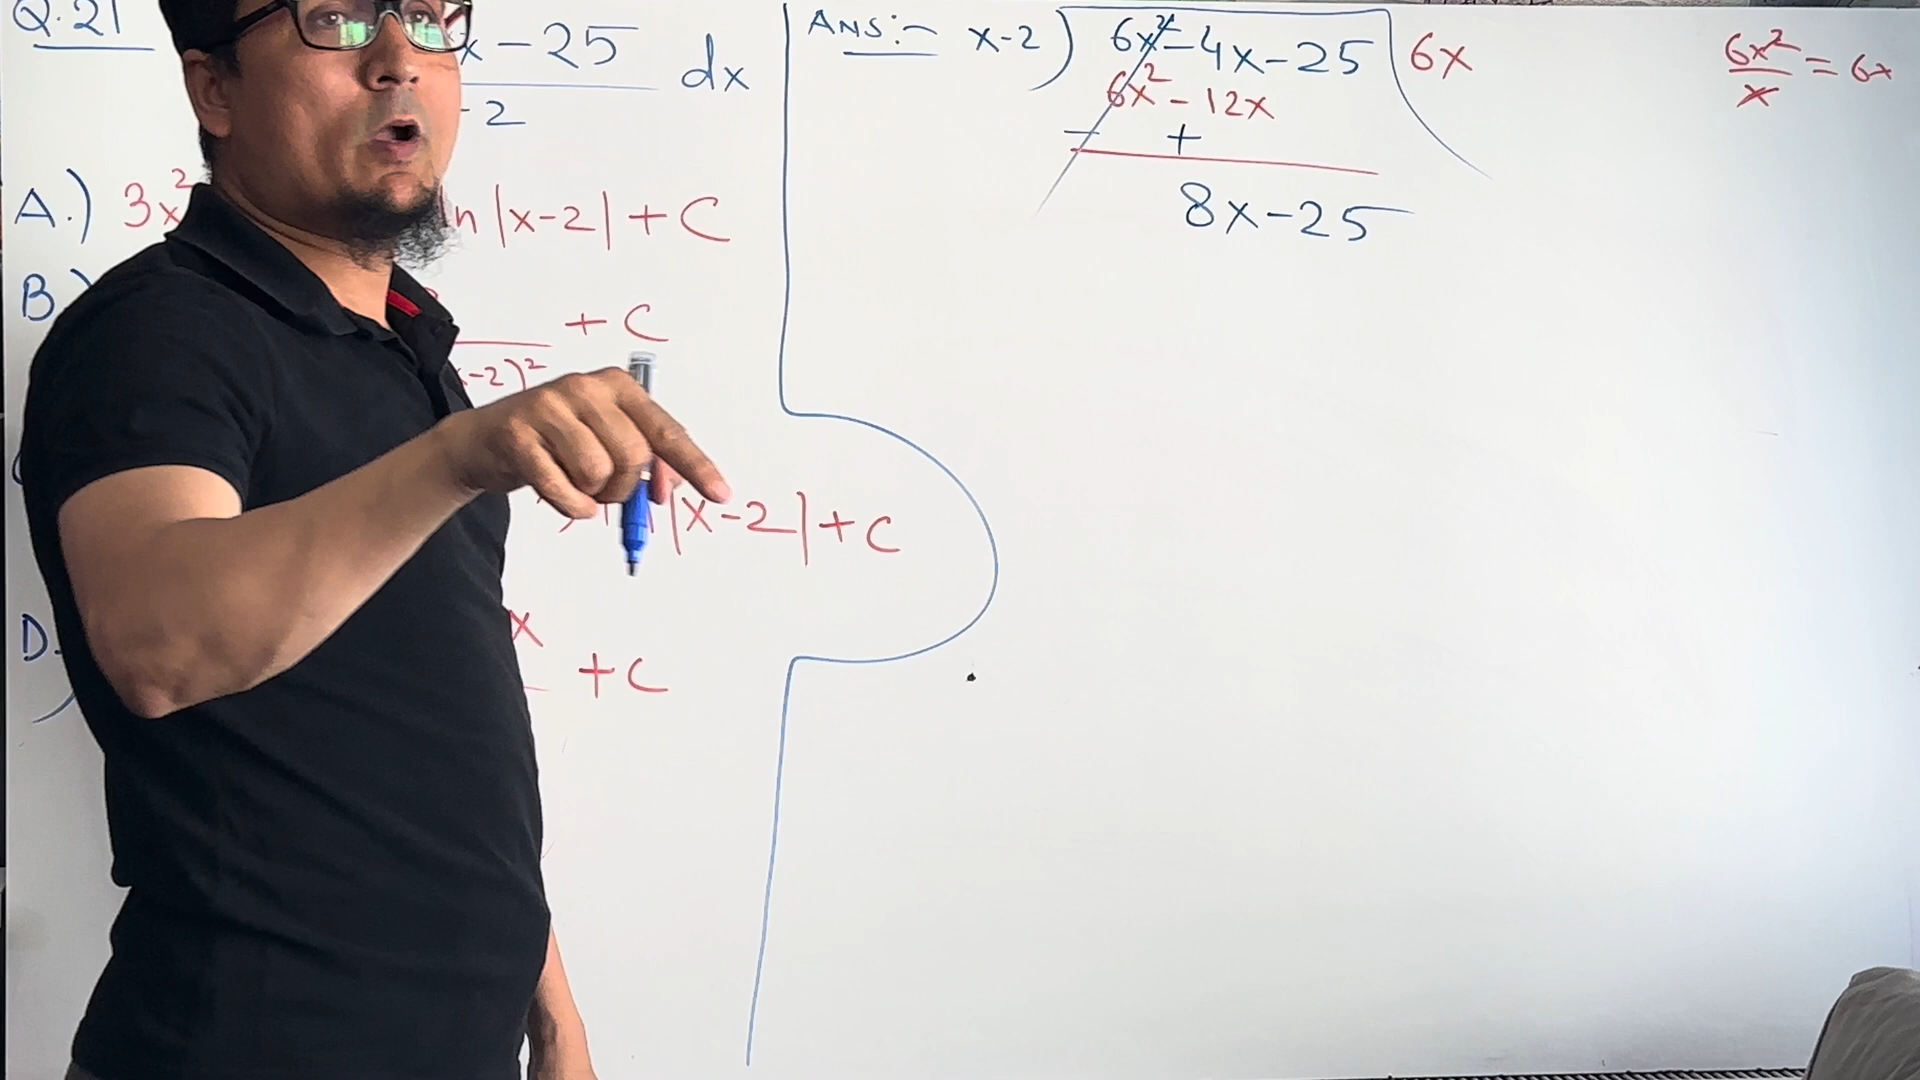 Q.21
x-25 dx
-2
A.) 3x² ln|x-2| + C
B) + C
x-2)²
|x-2| + C
D.
x + C
Ans:- x-2) 6x²-4x-25 (6x
6x² - 12x
- +
8x-25
6x²/x = 6x